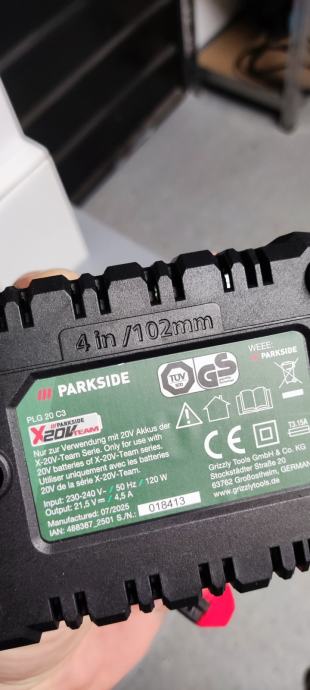 4 in /102mm
PARKSIDE
WEEE:
PARKSIDE
PLG 20 C3
PARKSIDE
X20V TEAM
TÜV
GS
Nur zur Verwendung mit 20V Akkus der
X-20V-Team Serie. Only for use with
20V batteries of X-20V-Team series.
Utiliser uniquement avec les batteries
20V de la série X-20V-Team.
Input: 230-240 V~ / 50 Hz / 120 W
Output: 21,5 V⎓ / 4,5 A
Manufactured: 07/2025
IAN: 488367_2501 S./N.: 018413
T3.15A
CE
Grizzly Tools GmbH & Co. KG
Stockstädter Straße 20
63762 Großostheim, GERMANY
www.grizzlytools.de